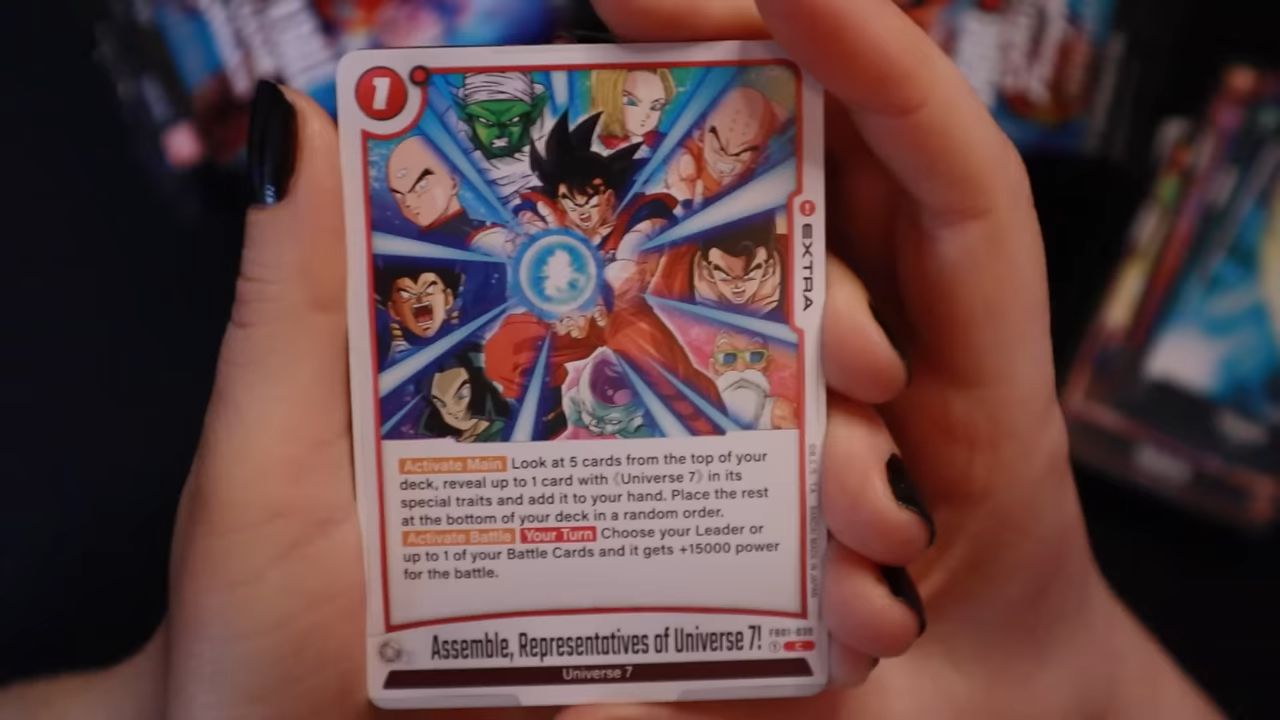 1
EXTRA
Activate Main Look at 5 cards from the top of your
deck, reveal up to 1 card with 《Universe 7》 in its
special traits and add it to your hand. Place the rest
at the bottom of your deck in a random order.
Activate Battle Your Turn Choose your Leader or
up to 1 of your Battle Cards and it gets +15000 power
for the battle.
Assemble, Representatives of Universe 7!
C
Universe 7